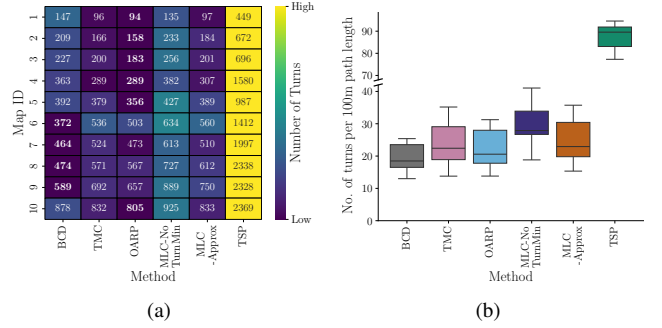 1 147 96 94 135 97 449
2 209 166 158 233 184 672
3 227 200 183 256 201 696
4 363 289 289 382 307 1580
5 392 379 356 427 389 987
6 372 536 503 634 560 1412
7 464 524 473 613 510 1997
8 474 571 567 727 612 2338
9 589 692 657 889 750 2328
10 878 832 805 925 833 2369
Map ID
BCD
TMC
OARP
MLC-No
TurnMin
MLC
-Approx
TSP
Method
High
Number of Turns
Low
(a)
No. of turns per 100m path length
90
80
70
40
30
20
10
0
BCD
TMC
OARP
MLC-No
TurnMin
MLC
-Approx
TSP
Method
(b)